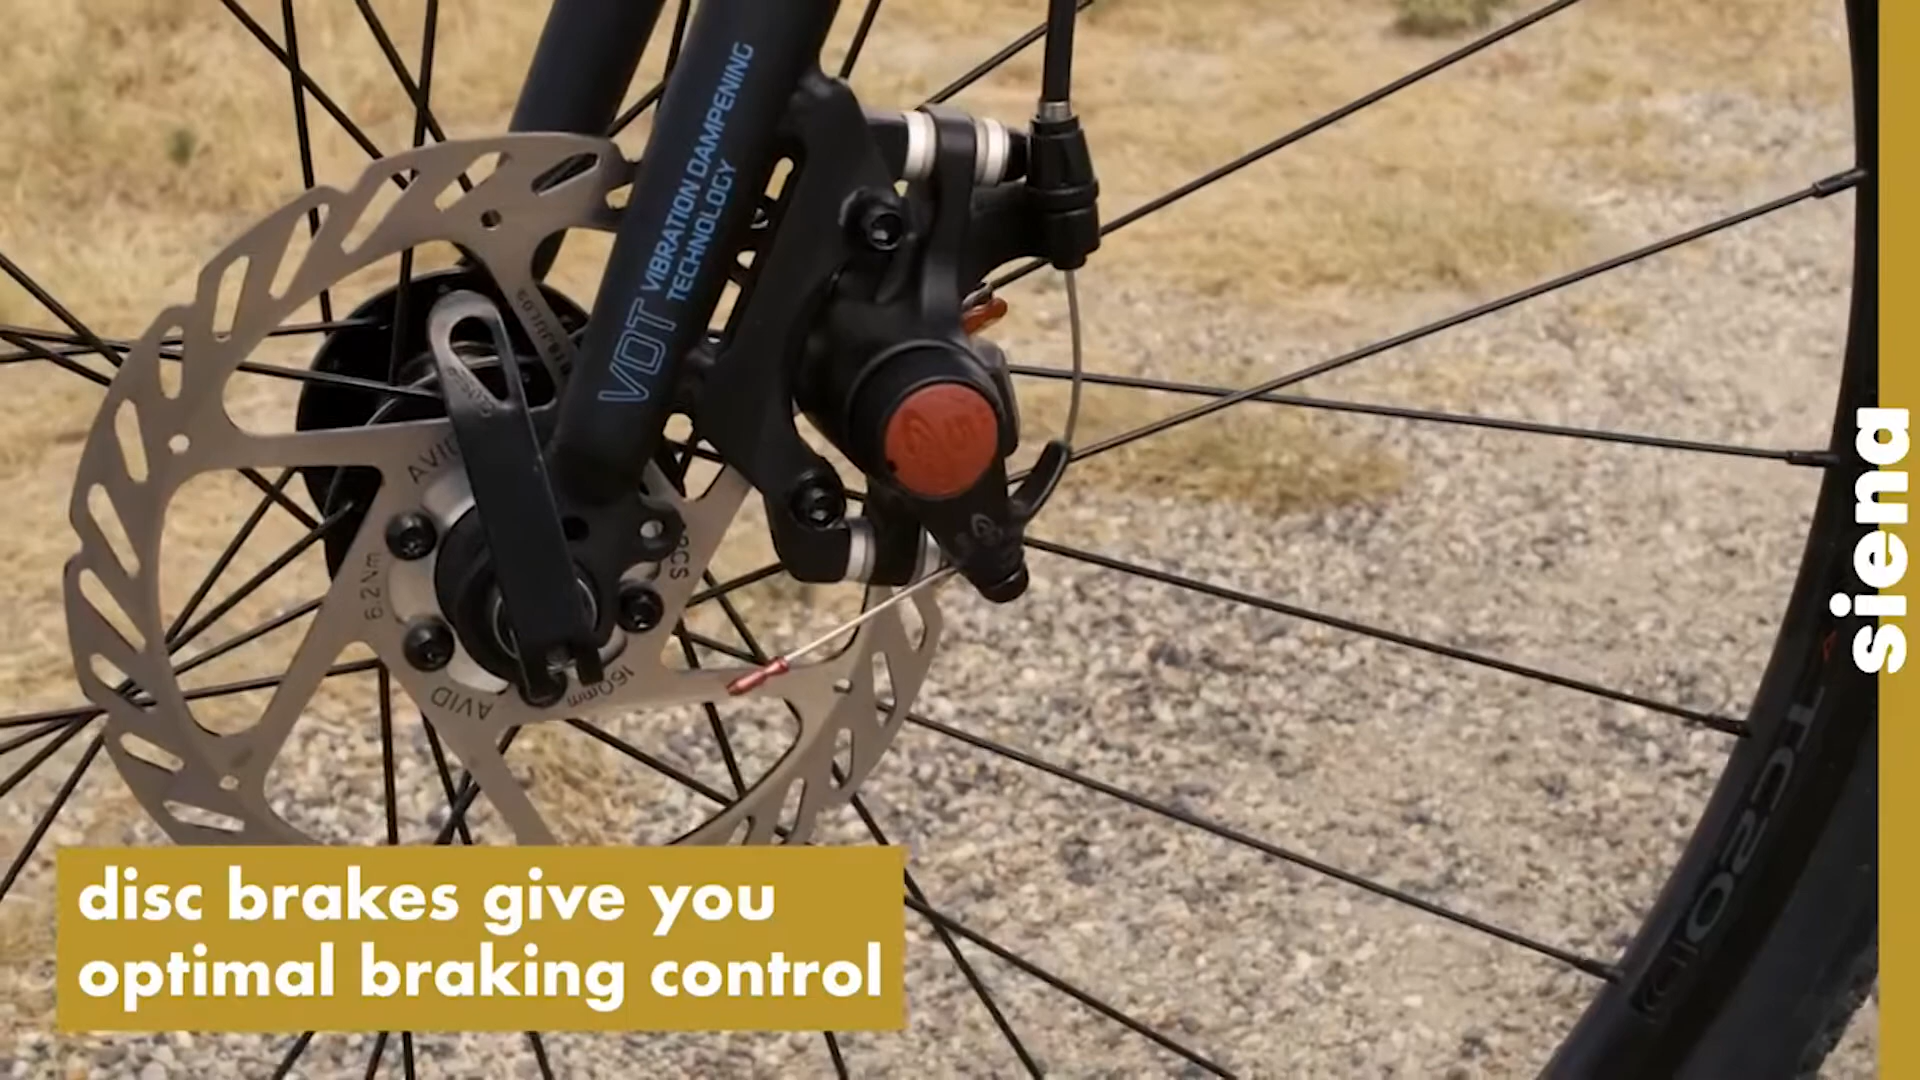 VDT VIBRATION DAMPENING
TECHNOLOGY
AVID
6.2Nm
160mm
AVID
disc brakes give you
optimal braking control
siena